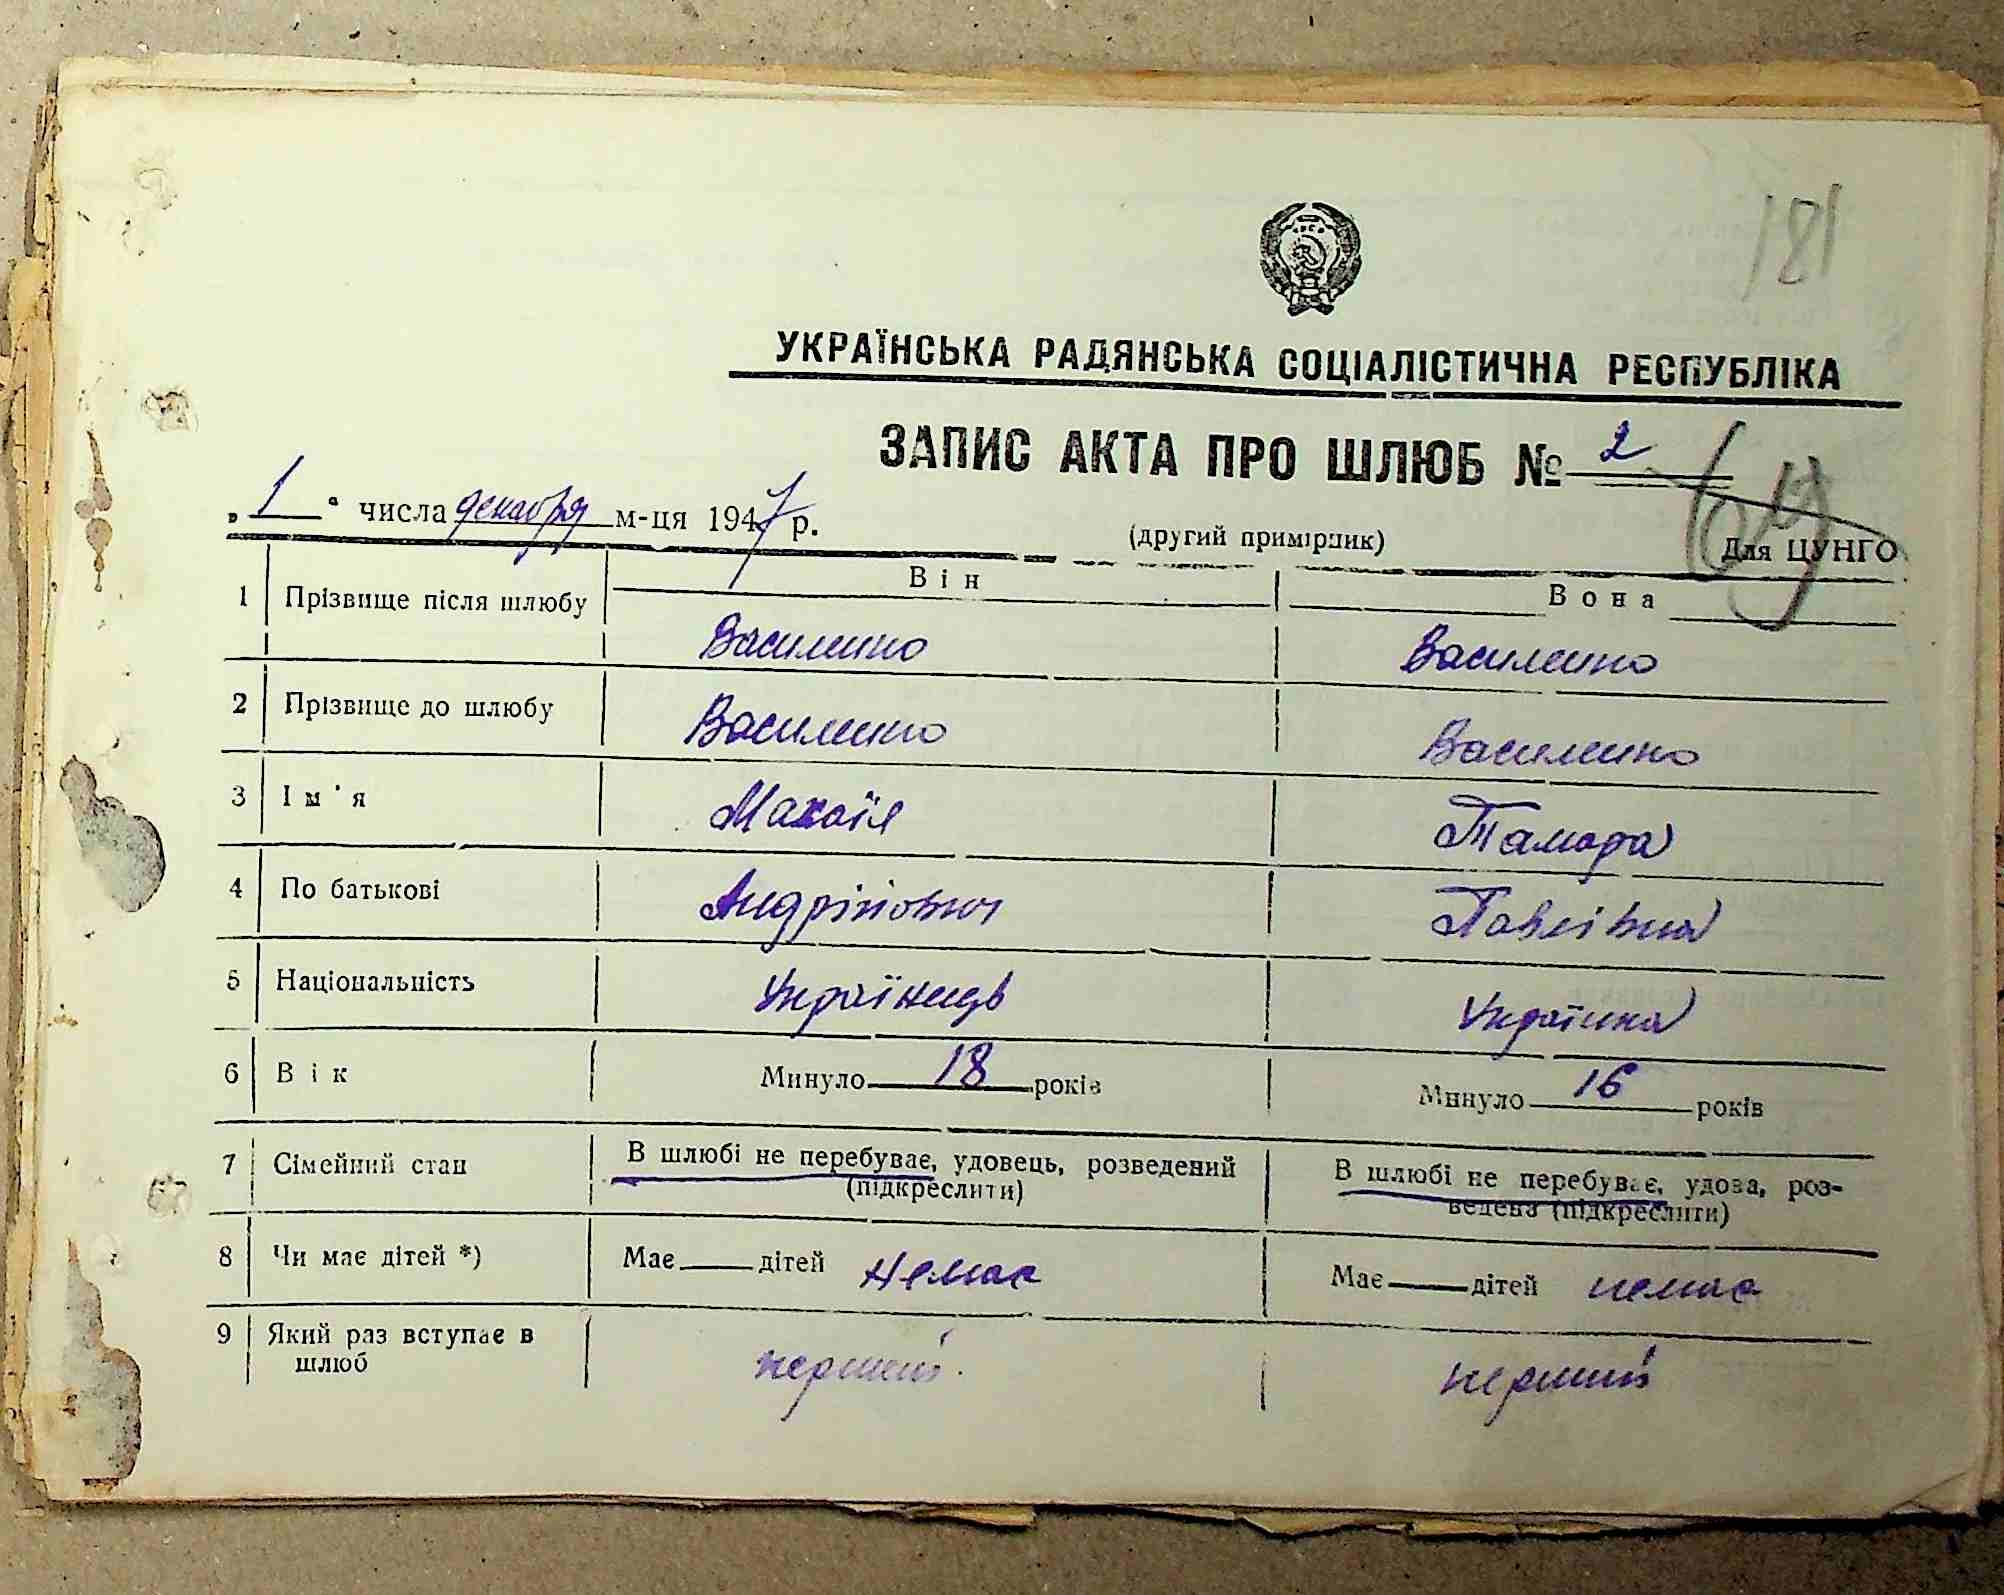 181
УКРАЇНСЬКА РАДЯНСЬКА СОЦІАЛІСТИЧНА РЕСПУБЛІКА
ЗАПИС АКТА ПРО ШЛЮБ № 2
„ 1 " числа декабря м-ця 1947 р.
(другий примірник)
Для ЦУНГО
Він Вона
1 Прізвище після шлюбу Василенко Василенко
2 Прізвище до шлюбу Василенко Василенко
3 Ім'я Тамара
4 По батькові Андрійович Павлівна
5 Національність Українець Українка
6 Вік Минуло 18 років Минуло 16 років
7 Сімейний стан В шлюбі не перебуває, удовець, розведений В шлюбі не перебуває, удова, роз-
(підкреслити) ведена (підкреслити)
8 Чи має дітей *) Має дітей немає Має дітей немає
9 Який раз вступає в перший. перший
шлюб